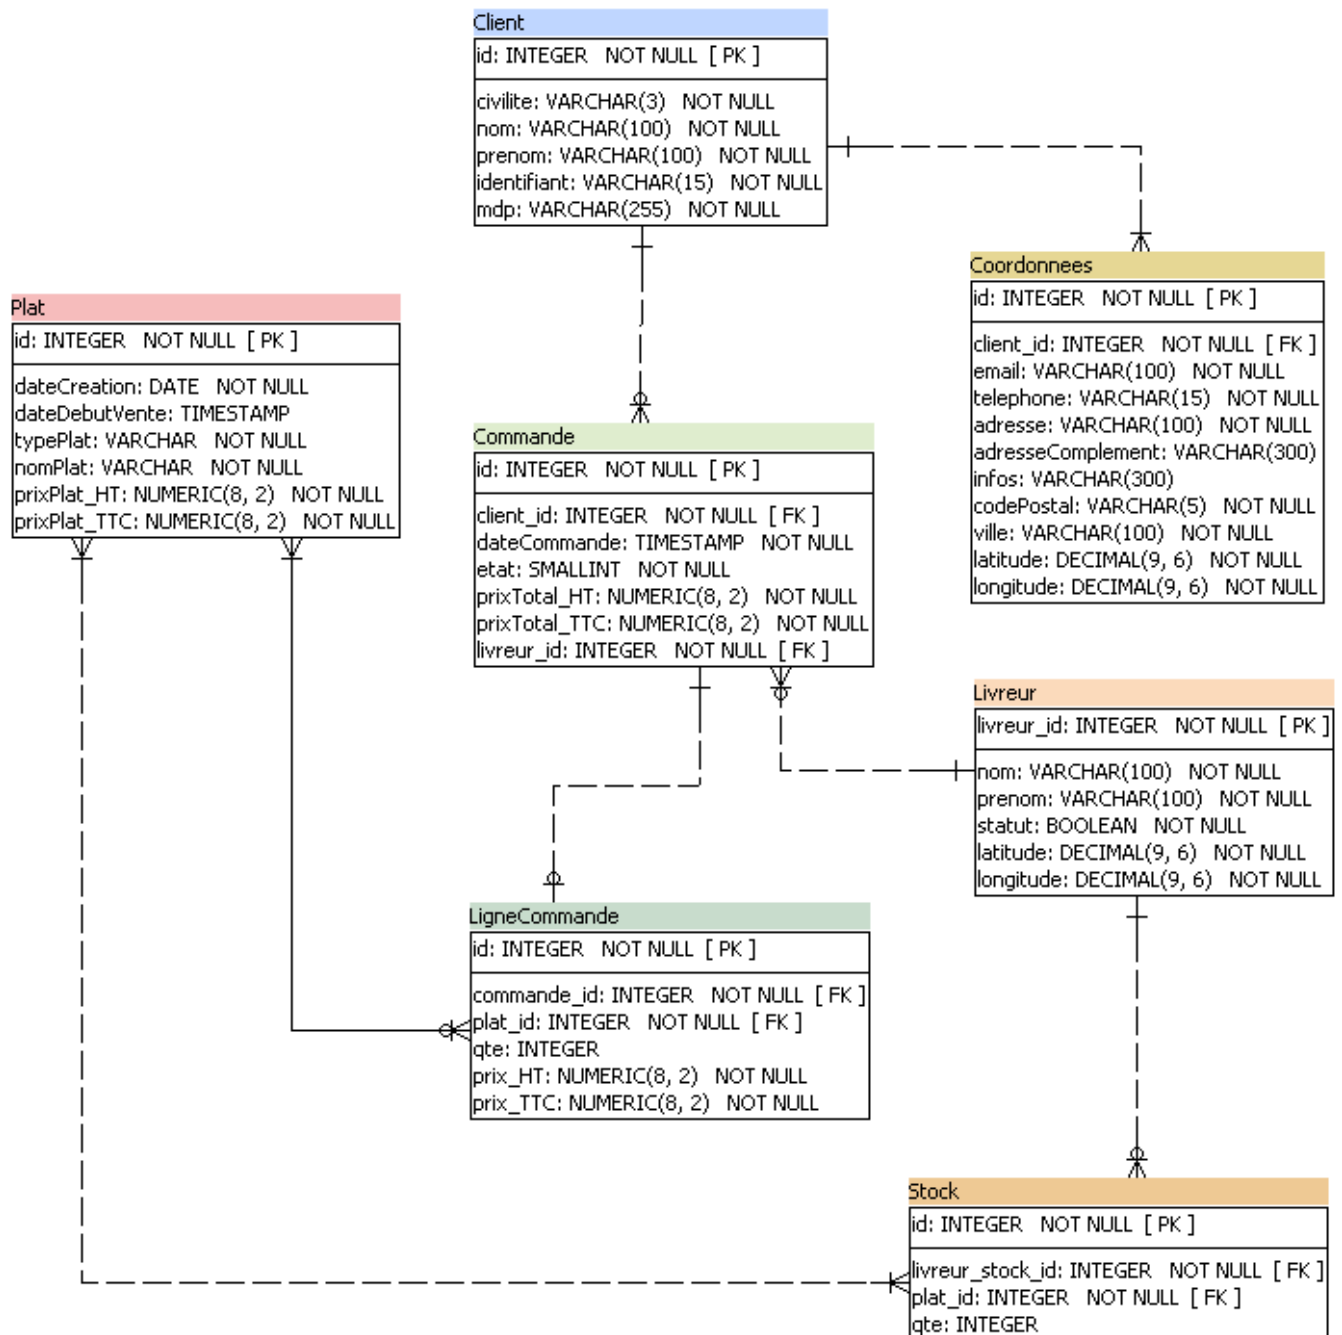 Client
id: INTEGER NOT NULL [ PK ]
civilite: VARCHAR(3) NOT NULL
nom: VARCHAR(100) NOT NULL
prenom: VARCHAR(100) NOT NULL
identifiant: VARCHAR(15) NOT NULL
mdp: VARCHAR(255) NOT NULL
Coordonnees
id: INTEGER NOT NULL [ PK ]
client_id: INTEGER NOT NULL [ FK ]
email: VARCHAR(100) NOT NULL
telephone: VARCHAR(15) NOT NULL
adresse: VARCHAR(100) NOT NULL
adresseComplement: VARCHAR(300)
infos: VARCHAR(300)
codePostal: VARCHAR(5) NOT NULL
ville: VARCHAR(100) NOT NULL
latitude: DECIMAL(9, 6) NOT NULL
longitude: DECIMAL(9, 6) NOT NULL
Plat
id: INTEGER NOT NULL [ PK ]
dateCreation: DATE NOT NULL
dateDebutVente: TIMESTAMP
typePlat: VARCHAR NOT NULL
nomPlat: VARCHAR NOT NULL
prixPlat_HT: NUMERIC(8, 2) NOT NULL
prixPlat_TTC: NUMERIC(8, 2) NOT NULL
Commande
id: INTEGER NOT NULL [ PK ]
client_id: INTEGER NOT NULL [ FK ]
dateCommande: TIMESTAMP NOT NULL
etat: SMALLINT NOT NULL
prixTotal_HT: NUMERIC(8, 2) NOT NULL
prixTotal_TTC: NUMERIC(8, 2) NOT NULL
livreur_id: INTEGER NOT NULL [ FK ]
Livreur
livreur_id: INTEGER NOT NULL [ PK ]
nom: VARCHAR(100) NOT NULL
prenom: VARCHAR(100) NOT NULL
statut: BOOLEAN NOT NULL
latitude: DECIMAL(9, 6) NOT NULL
longitude: DECIMAL(9, 6) NOT NULL
LigneCommande
id: INTEGER NOT NULL [ PK ]
commande_id: INTEGER NOT NULL [ FK ]
plat_id: INTEGER NOT NULL [ FK ]
qte: INTEGER
prix_HT: NUMERIC(8, 2) NOT NULL
prix_TTC: NUMERIC(8, 2) NOT NULL
Stock
id: INTEGER NOT NULL [ PK ]
livreur_stock_id: INTEGER NOT NULL [ FK ]
plat_id: INTEGER NOT NULL [ FK ]
qte: INTEGER